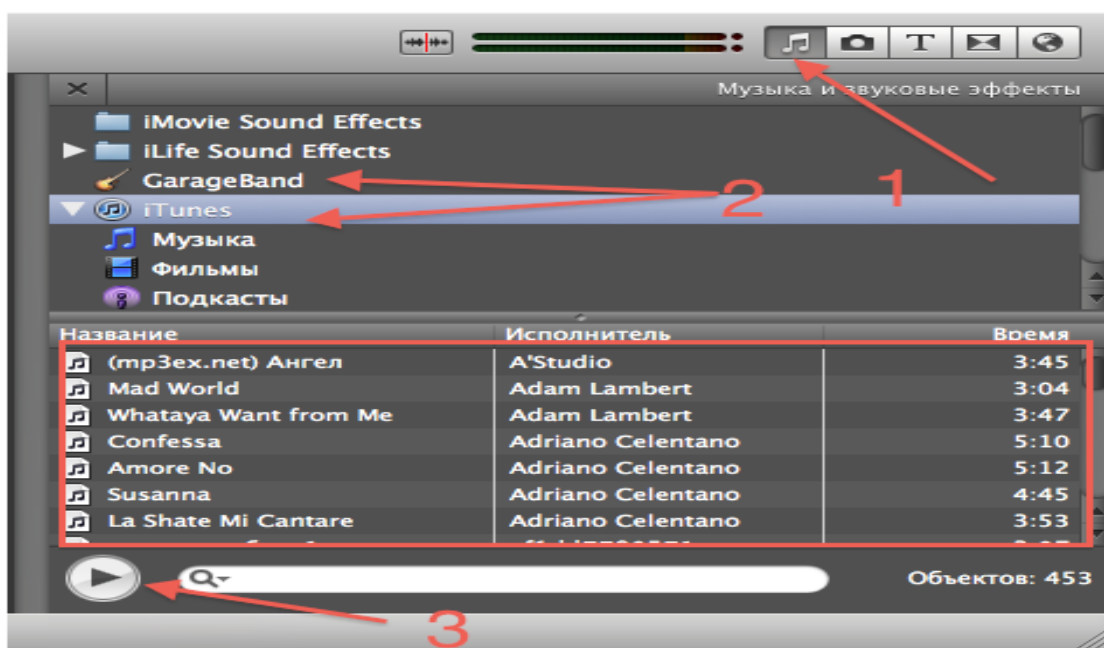 T
Музыка и звуковые эффекты
iMovie Sound Effects
iLife Sound Effects
1
GarageBand
2
iTunes
Музыка
Фильмы
Подкасты
Название Исполнитель Время
(mp3ex.net) Ангел A'Studio 3:45
Mad World Adam Lambert 3:04
Whataya Want from Me Adam Lambert 3:47
Confessa Adriano Celentano 5:10
Amore No Adriano Celentano 5:12
Susanna Adriano Celentano 4:45
La Shate Mi Cantare Adriano Celentano 3:53
Объектов: 453
3